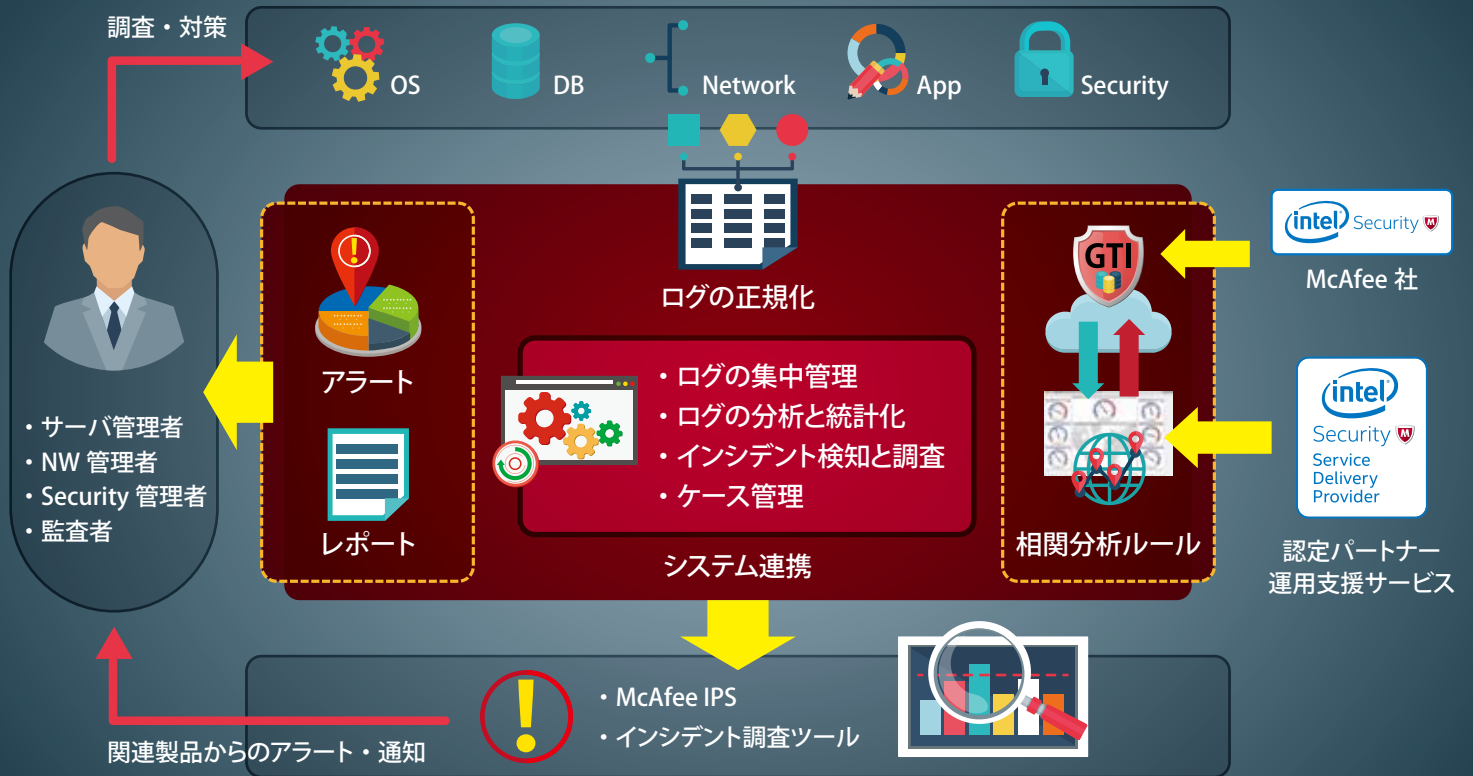 調査・対策
OS
DB
Network
App
Security
ログの正規化
アラート
レポート
・ログの集中管理
・ログの分析と統計化
・インシデント検知と調査
・ケース管理
システム連携
GTI
相関分析ルール
intel Security
McAfee 社
intel
Security
Service
Delivery
Provider
認定パートナー
運用支援サービス
・サーバ管理者
・NW 管理者
・Security 管理者
・監査者
・McAfee IPS
・インシデント調査ツール
関連製品からのアラート・通知